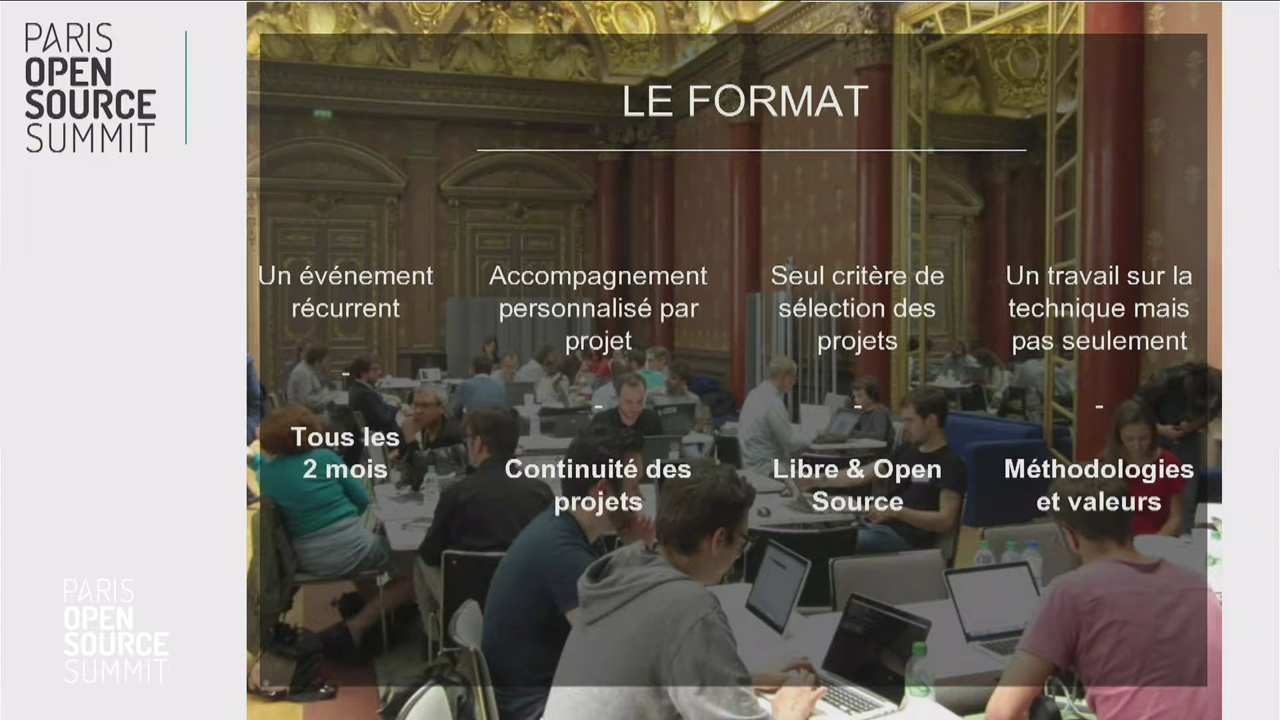 PARIS
OPEN
SOURCE
SUMMIT
LE FORMAT
Un événement
récurrent
-
Tous les
2 mois
Accompagnement
personnalisé par
projet
-
Continuité des
projets
Seul critère de
sélection des
projets
-
Libre & Open
Source
Un travail sur la
technique mais
pas seulement
-
Méthodologies
et valeurs
PARIS
OPEN
SOURCE
SUMMIT